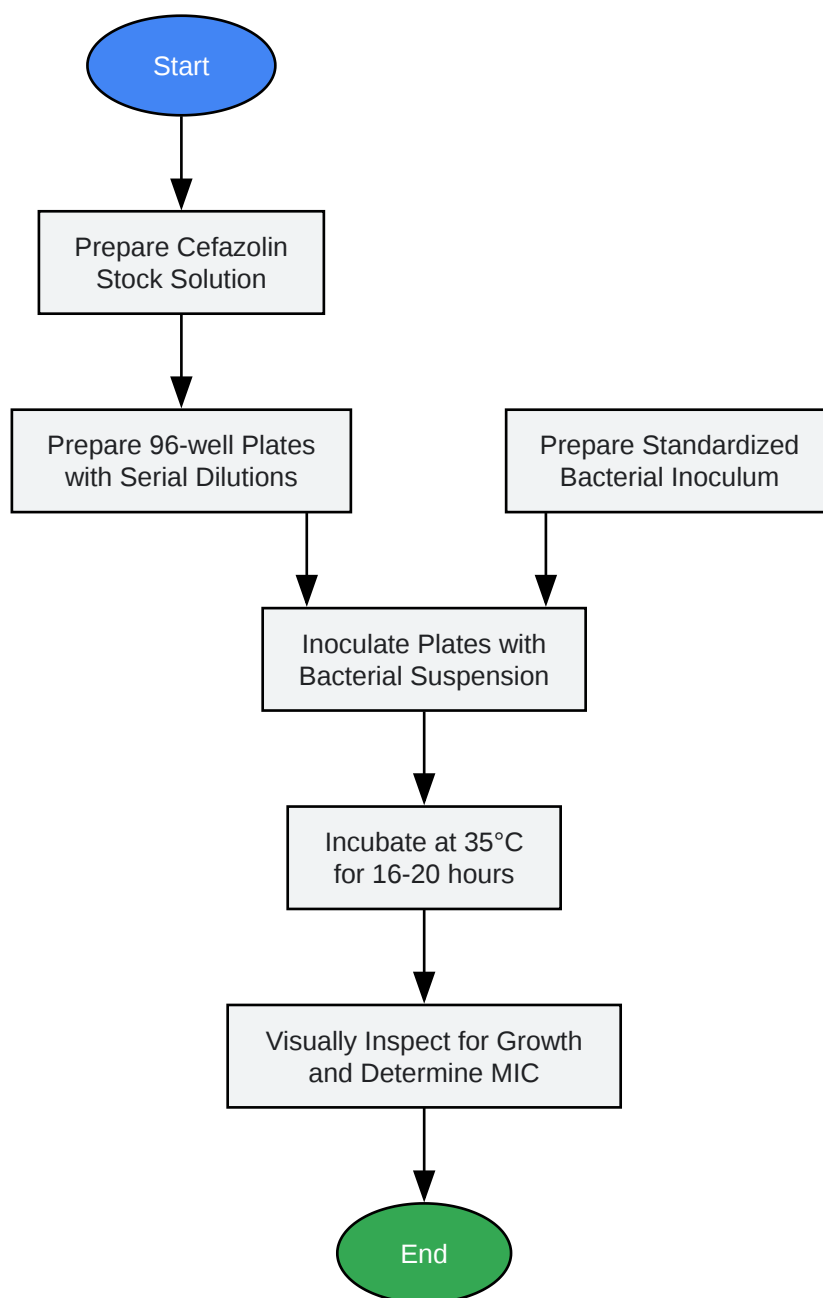 Start
Prepare Cefazolin
Stock Solution
Prepare 96-well Plates
with Serial Dilutions
Prepare Standardized
Bacterial Inoculum
Inoculate Plates with
Bacterial Suspension
Incubate at 35°C
for 16-20 hours
Visually Inspect for Growth
and Determine MIC
End